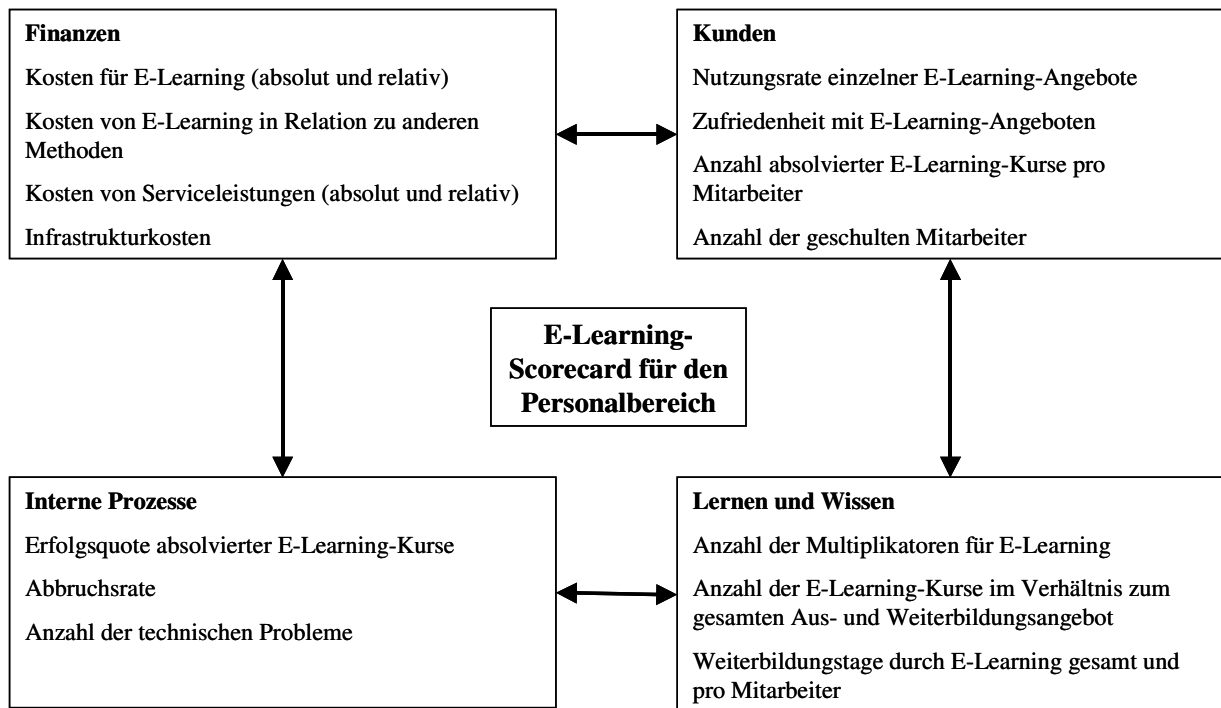 Finanzen
Kosten für E-Learning (absolut und relativ)
Kosten von E-Learning in Relation zu anderen
Methoden
Kosten von Serviceleistungen (absolut und relativ)
Infrastrukturkosten
Kunden
Nutzungsrate einzelner E-Learning-Angebote
Zufriedenheit mit E-Learning-Angeboten
Anzahl absolvierter E-Learning-Kurse pro
Mitarbeiter
Anzahl der geschulten Mitarbeiter
E-Learning-
Scorecard für den
Personalbereich
Interne Prozesse
Erfolgsquote absolvierter E-Learning-Kurse
Abbruchsrate
Anzahl der technischen Probleme
Lernen und Wissen
Anzahl der Multiplikatoren für E-Learning
Anzahl der E-Learning-Kurse im Verhältnis zum
gesamten Aus- und Weiterbildungsangebot
Weiterbildungstage durch E-Learning gesamt und
pro Mitarbeiter